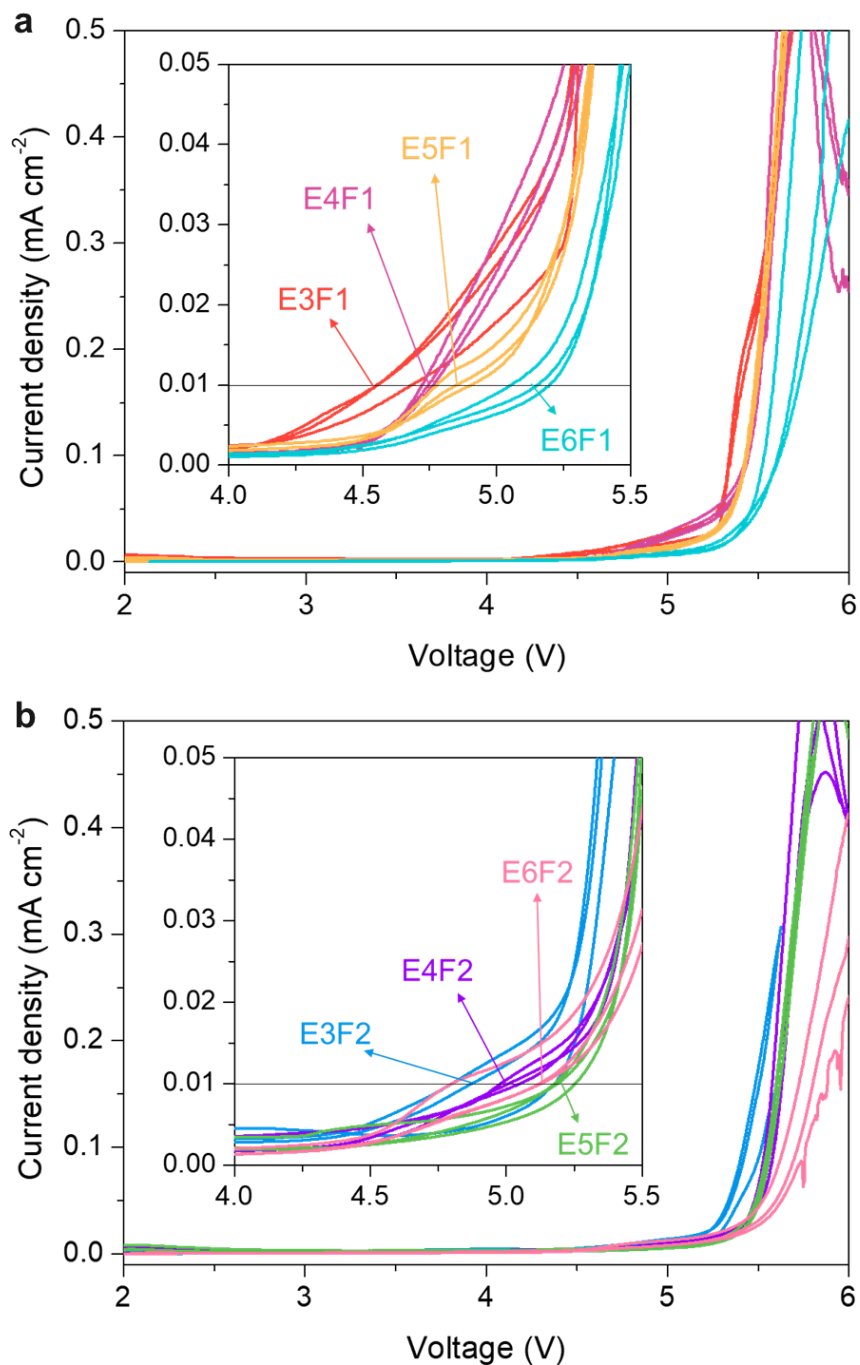 a
0.5
0.4
0.3
0.2
0.1
0.0
Current density (mA cm⁻²)
0.05
0.04
0.03
0.02
0.01
0.00
E5F1
E4F1
E3F1
E6F1
4.0 4.5 5.0 5.5
2 3 4 5 6
Voltage (V)
b
0.5
0.4
0.3
0.2
0.1
0.0
Current density (mA cm⁻²)
0.05
0.04
0.03
0.02
0.01
0.00
E6F2
E4F2
E3F2
E5F2
4.0 4.5 5.0 5.5
2 3 4 5 6
Voltage (V)